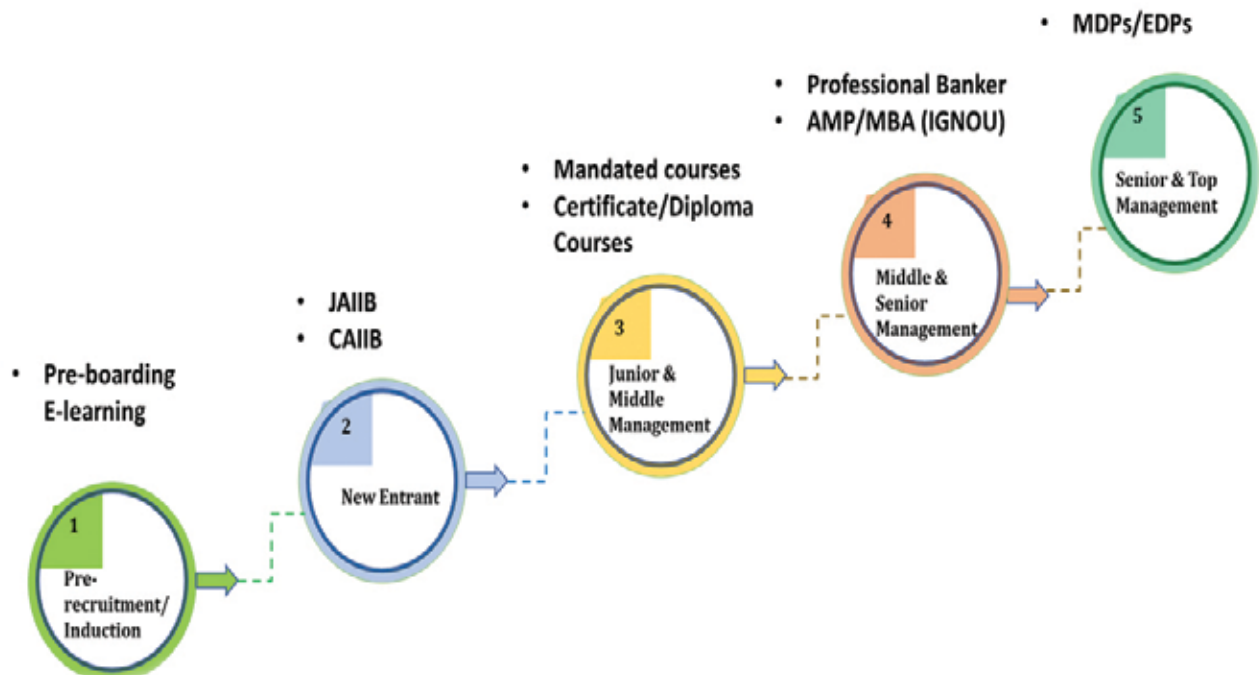 • Pre-boarding
E-learning
1
Pre-
recruitment/
Induction
• JAIIB
• CAIIB
2
New Entrant
• Mandated courses
• Certificate/Diploma
Courses
3
Junior &
Middle
Management
• Professional Banker
• AMP/MBA (IGNOU)
4
Middle &
Senior
Management
• MDPs/EDPs
5
Senior & Top
Management